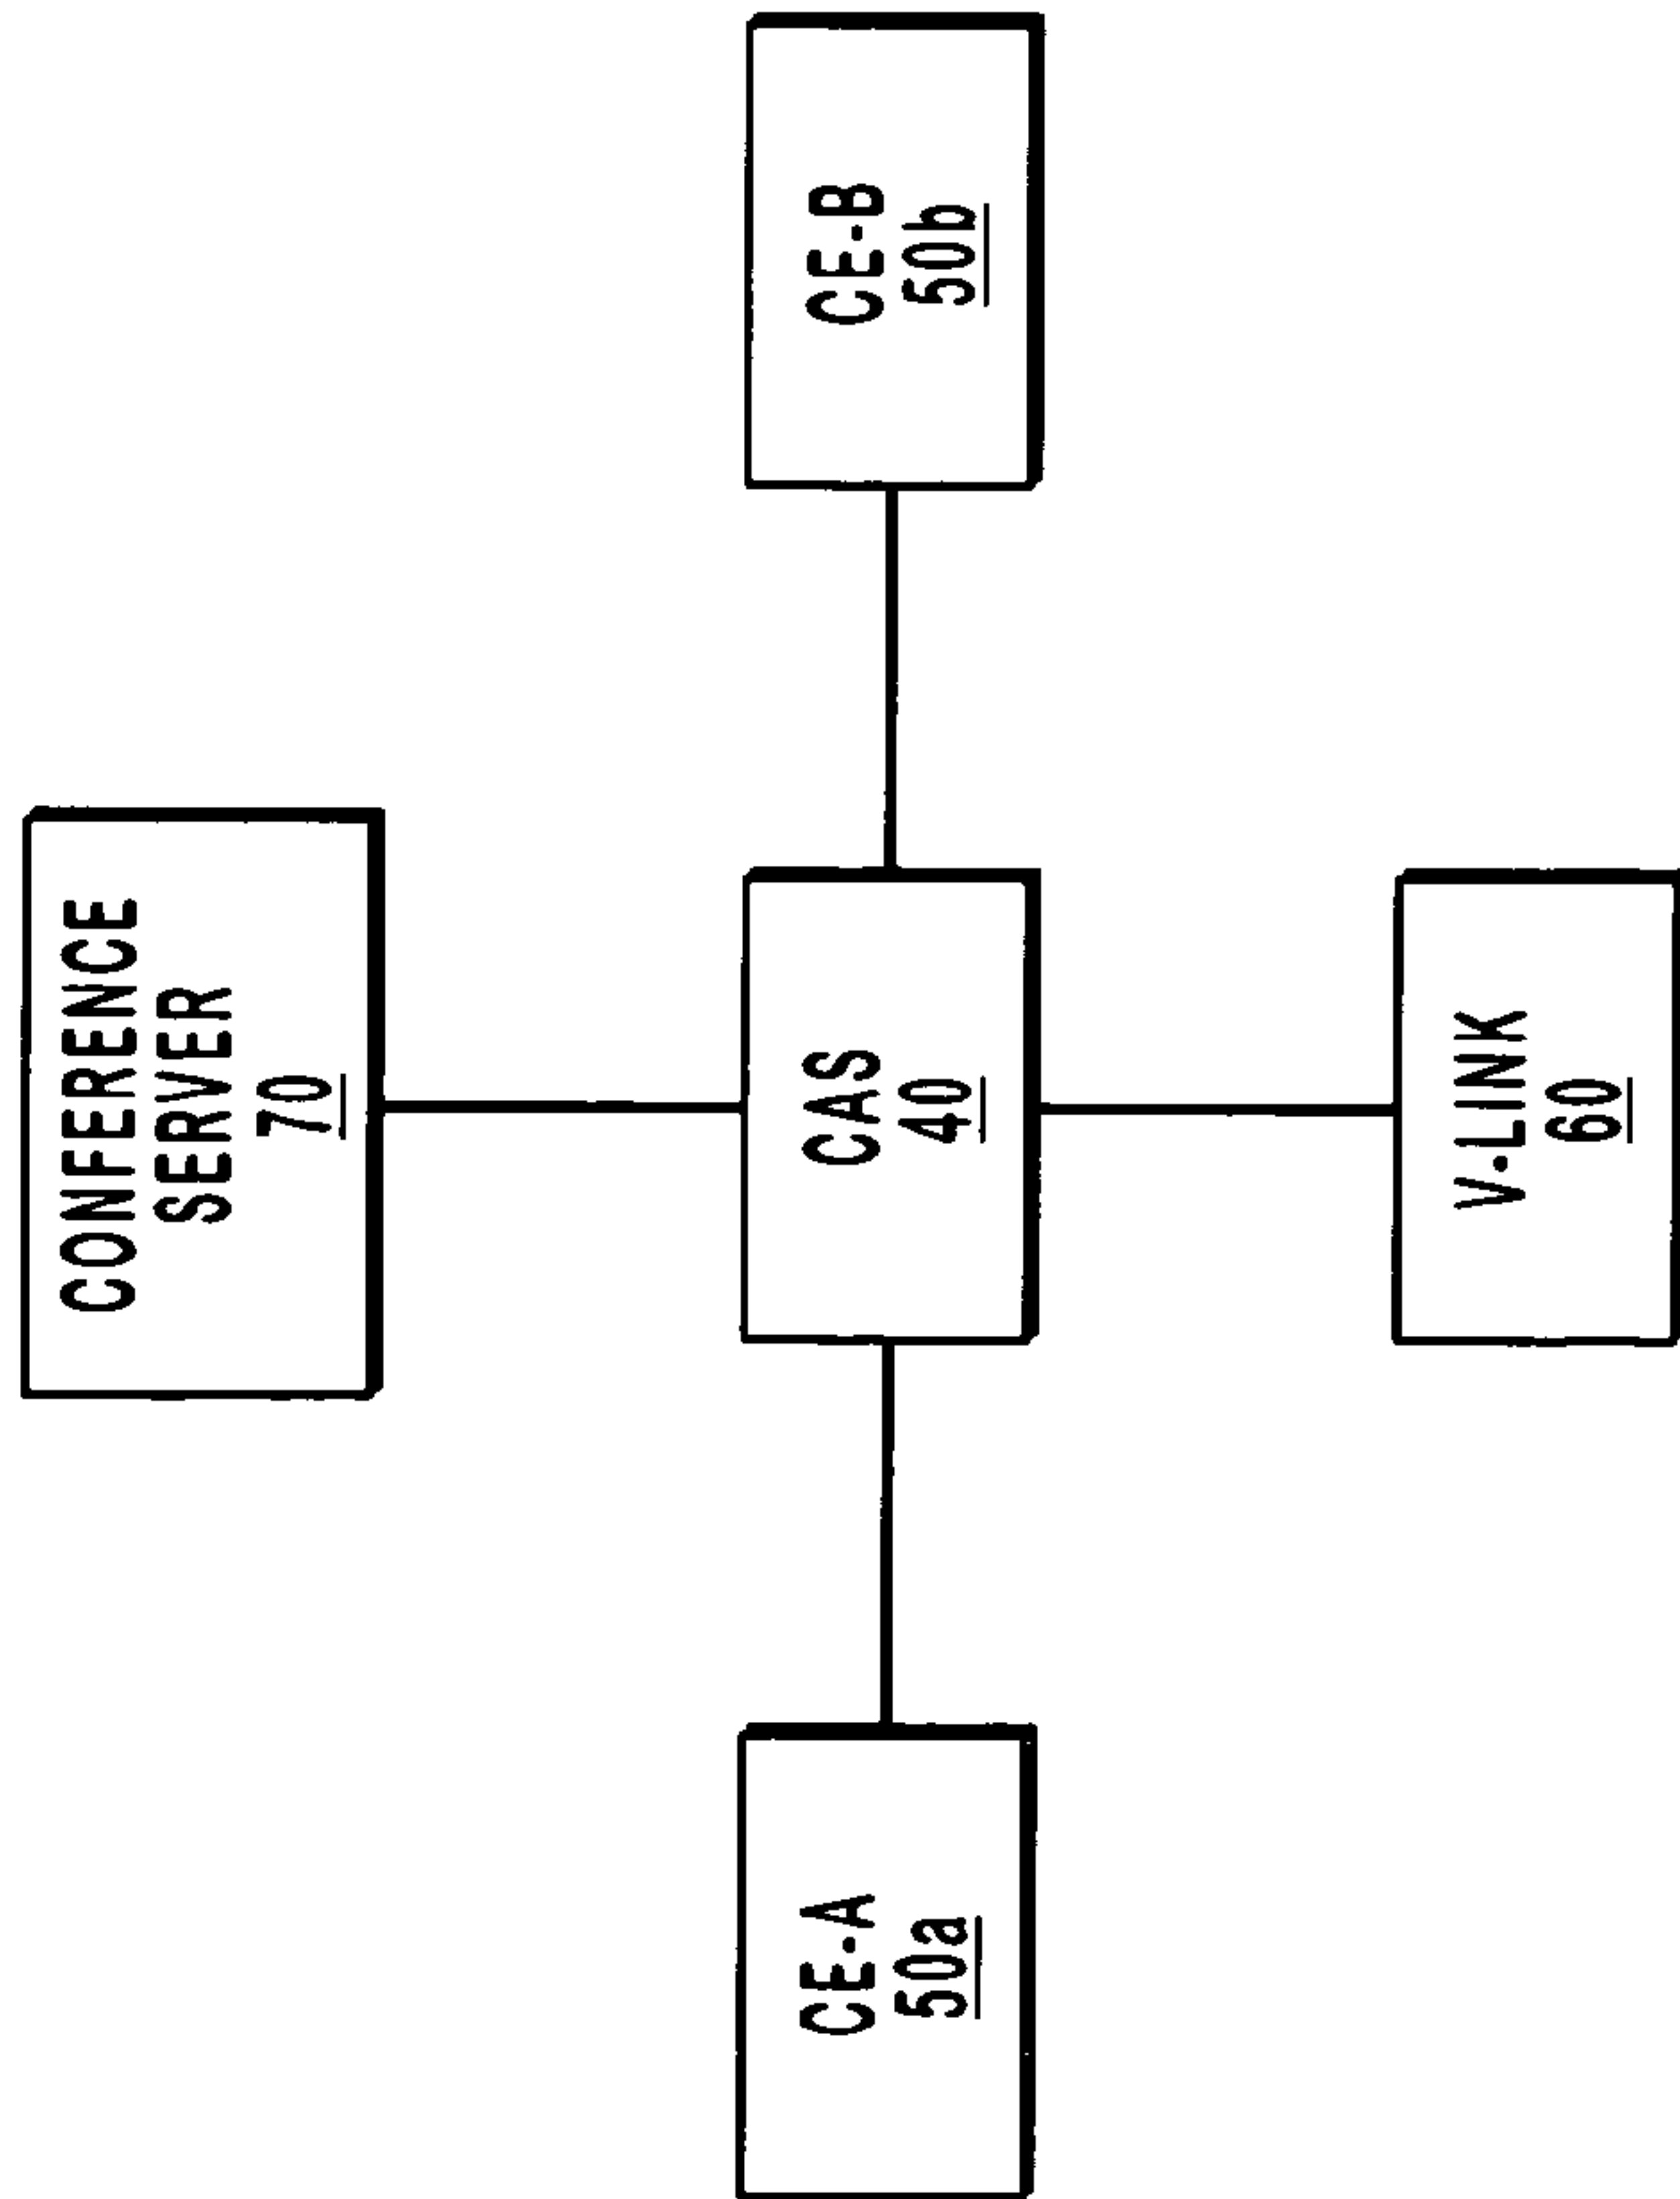 CONFERENCE
SERVER
70
CE-A
50a
CAS
40
CE-B
50b
V-LINK
60